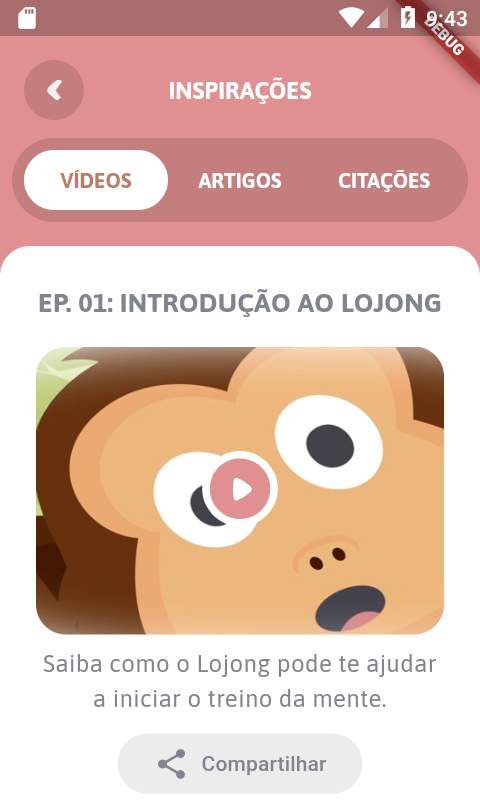 9:43
DEBUG
INSPIRAÇÕES
VÍDEOS ARTIGOS CITAÇÕES
EP. 01: INTRODUÇÃO AO LOJONG
Saiba como o Lojong pode te ajudar
a iniciar o treino da mente.
Compartilhar